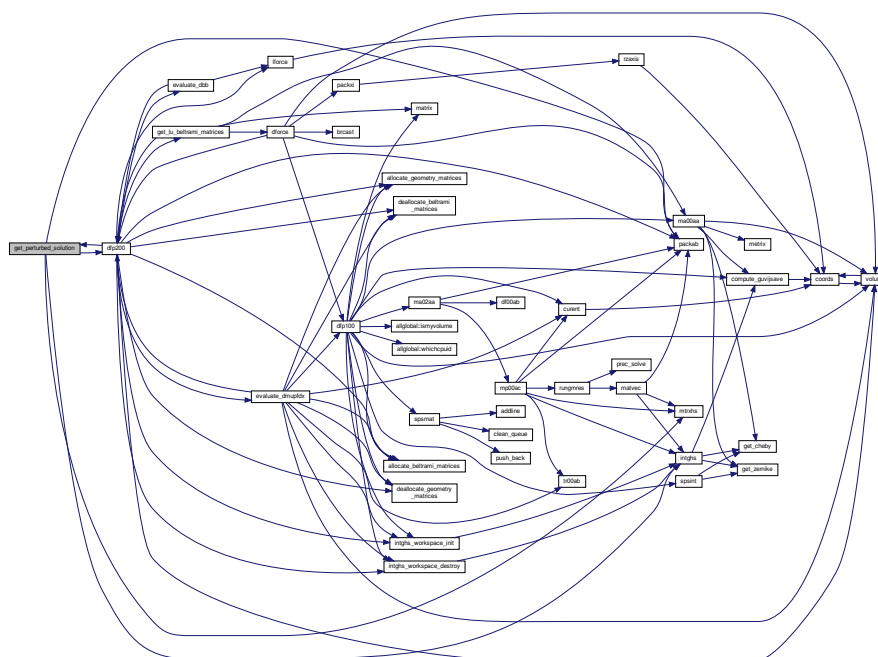 rzaxis
lforce
evaluate_dbb
packxi
matrix
get_lu_beltrami_matrices
dforce
brcast
allocate_geometry_matrices
deallocate_beltrami
_matrices
ma00aa
packab
metrix
get_perturbed_solution
dfp200
compute_guvijsave
coords
ma02aa
df00ab
curent
dfp100
allglobal::ismyvolume
allglobal::whichcpuid
prec_solve
mp00ac
rungmres
matvec
evaluate_dmupfdx
spsmat
addline
mtrxhs
clean_queue
push_back
get_cheby
intghs
allocate_beltrami_matrices
get_zernike
tr00ab
spsint
deallocate_geometry
_matrices
intghs_workspace_init
intghs_workspace_destroy